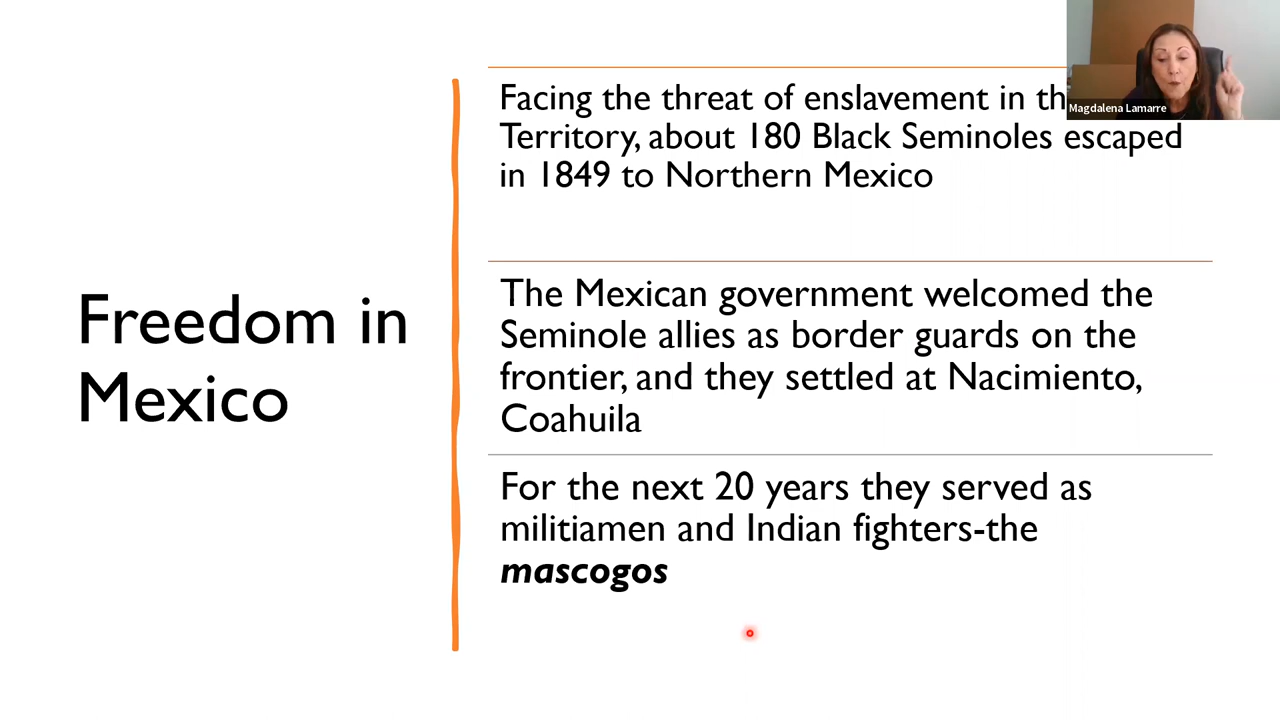 Magdalena Lamarre
Freedom in
Mexico
Facing the threat of enslavement in
Territory, about 180 Black Seminoles escaped
in 1849 to Northern Mexico
The Mexican government welcomed the
Seminole allies as border guards on the
frontier, and they settled at Nacimiento,
Coahuila
For the next 20 years they served as
militiamen and Indian fighters-the
mascogos